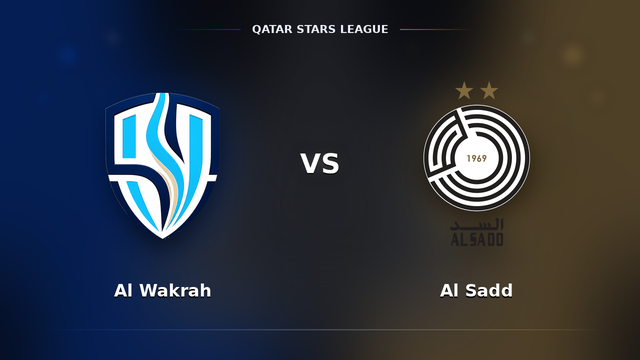 QATAR STARS LEAGUE
VS
1969
السد
AL SADD
Al Wakrah
Al Sadd